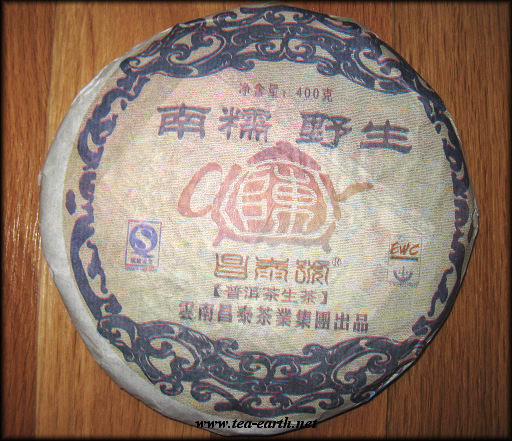 净含量：400克
南糯 野生
陳
昌泰號®
EWC
【普洱茶生茶】
雲南昌泰茶業集團出品
www.tea-earth.net